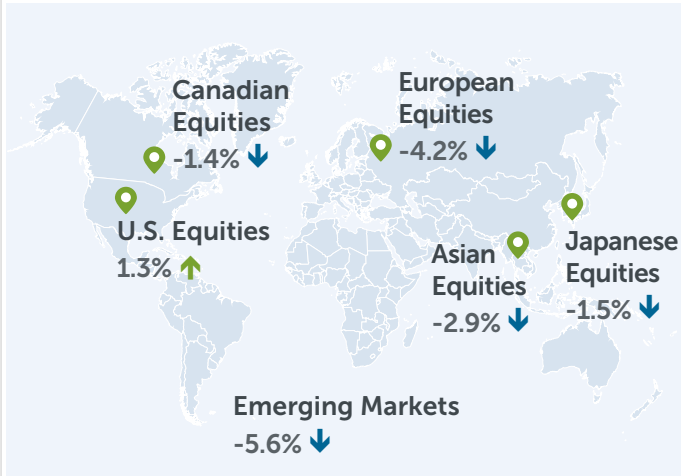 Canadian
Equities
-1.4%
European
Equities
-4.2%
U.S. Equities
1.3%
Asian
Equities
-2.9%
Japanese
Equities
-1.5%
Emerging Markets
-5.6%